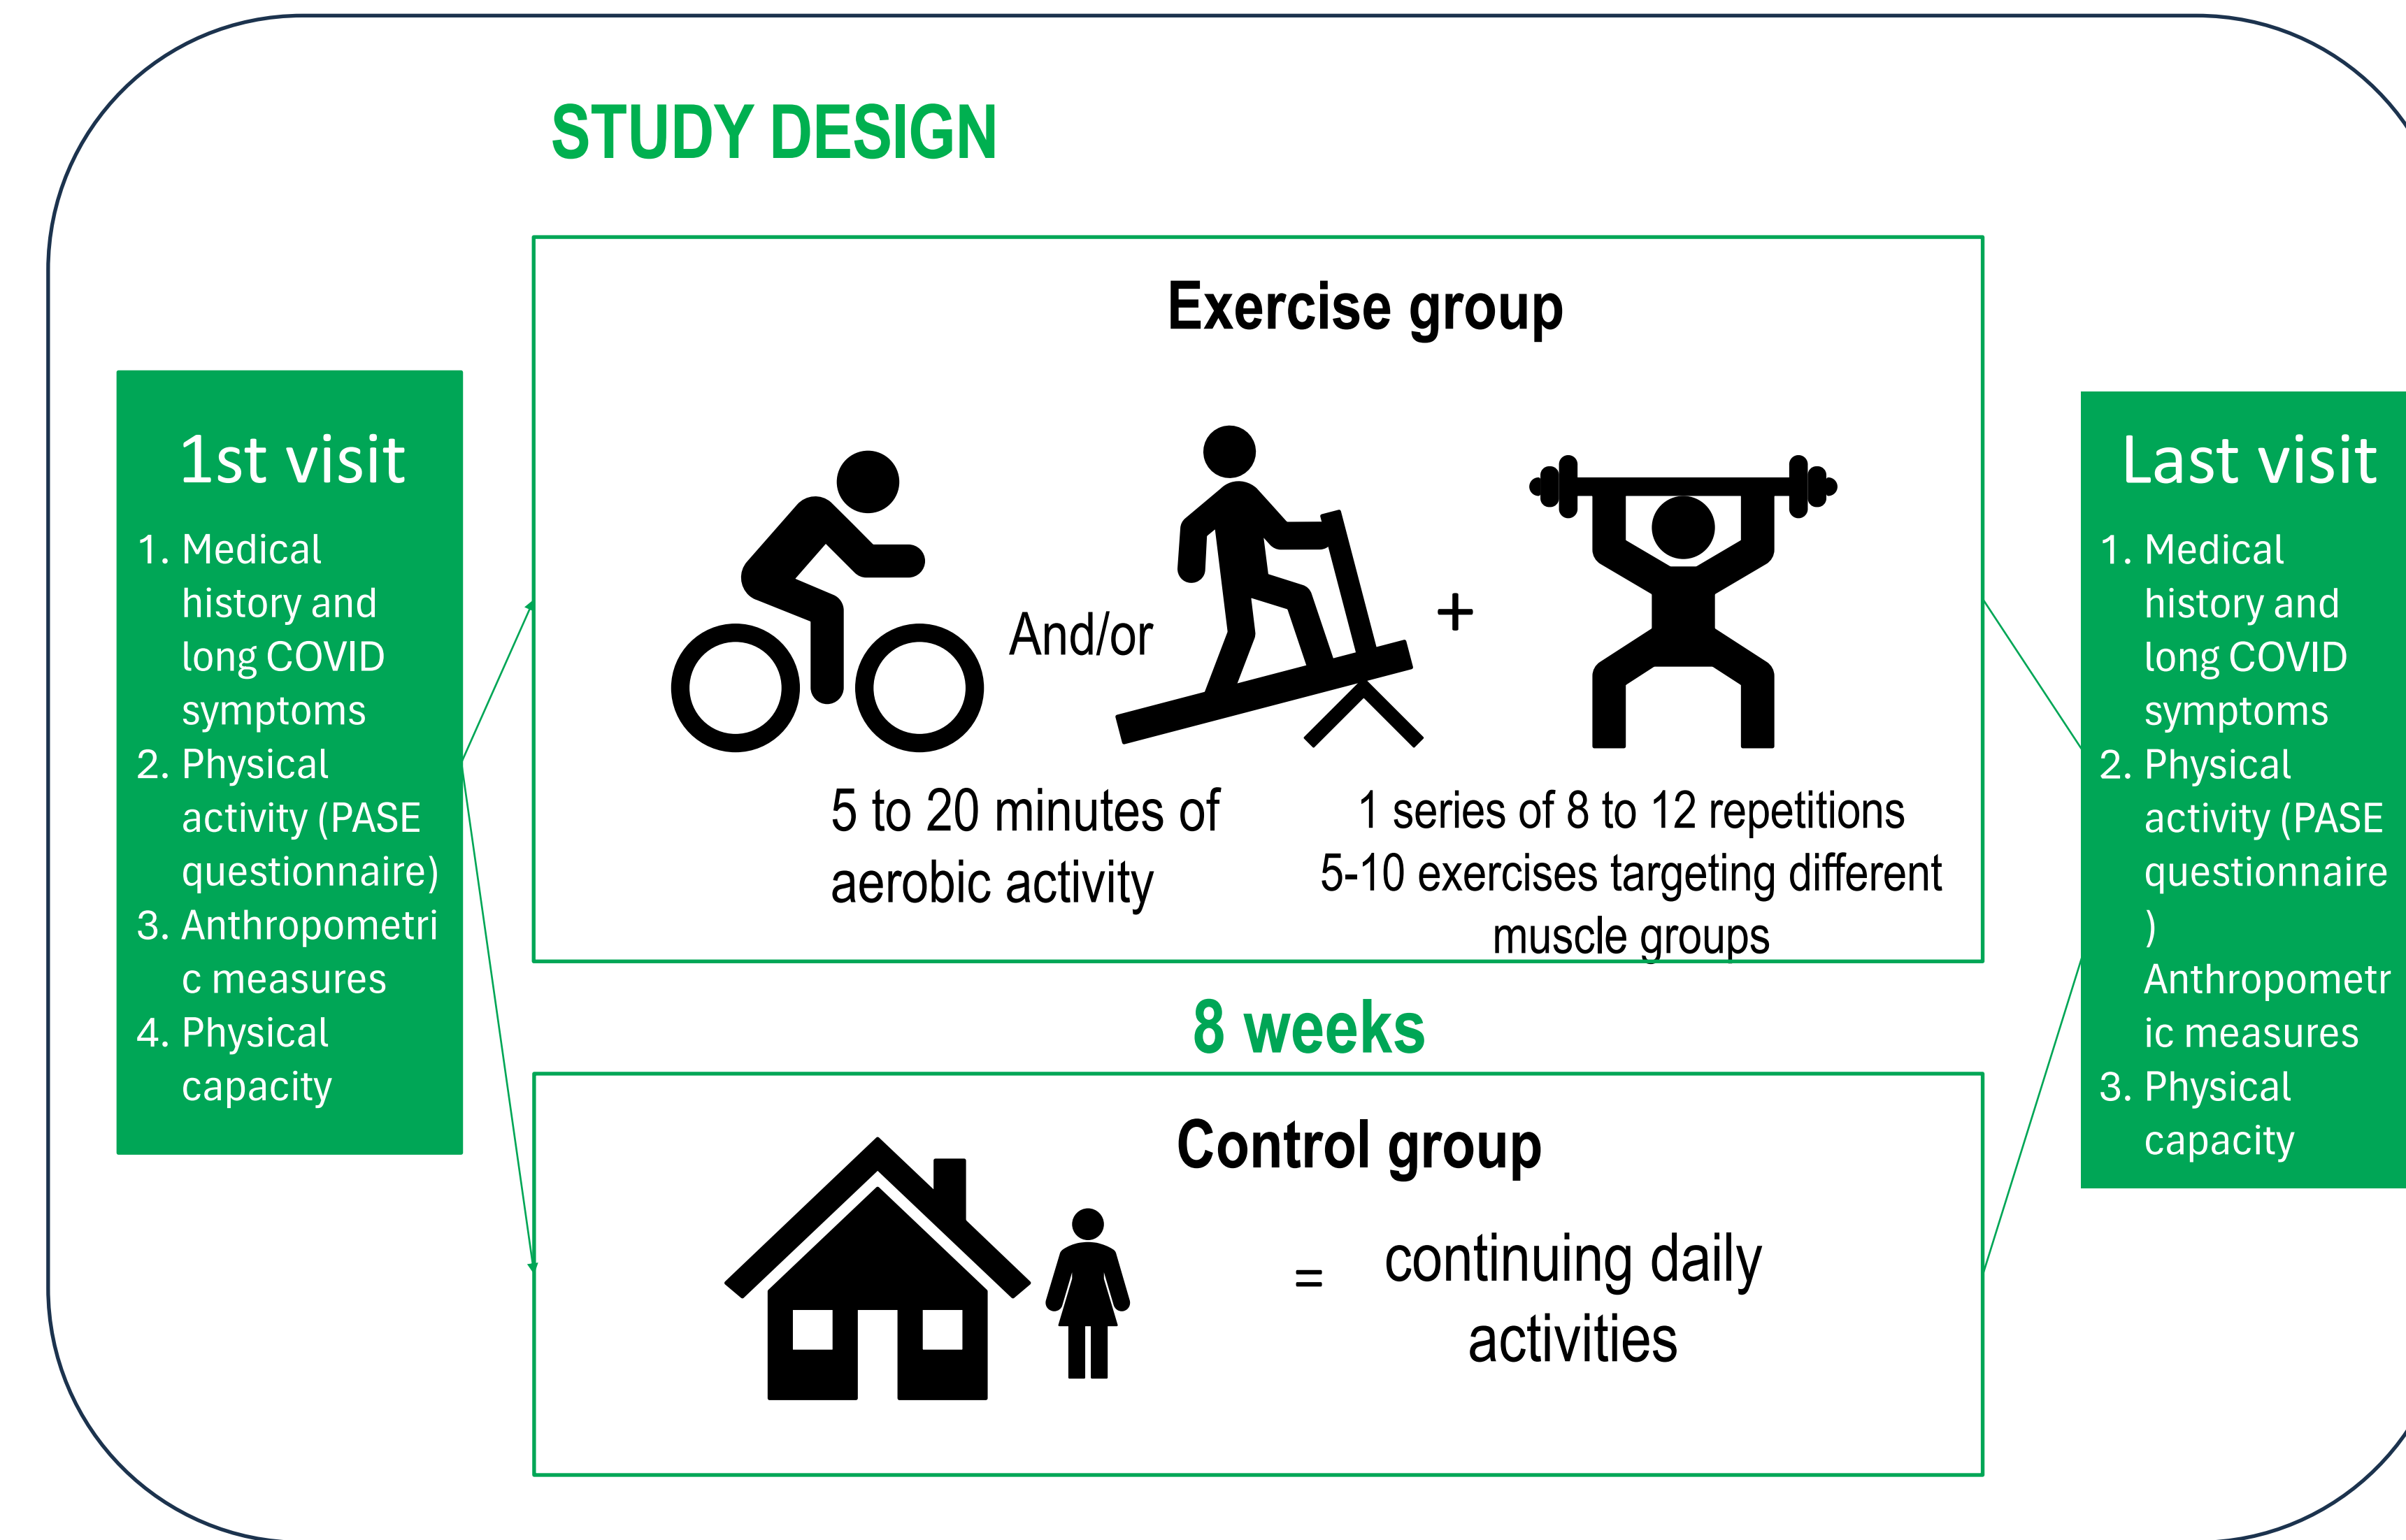 STUDY DESIGN
1st visit
1. Medical
history and
long COVID
symptoms
2. Physical
activity (PASE
questionnaire)
3. Anthropometri
c measures
4. Physical
capacity
Exercise group
And/or
+
5 to 20 minutes of
aerobic activity
1 series of 8 to 12 repetitions
5-10 exercises targeting different
muscle groups
8 weeks
Control group
=
continuing daily
activities
Last visit
1. Medical
history and
long COVID
symptoms
2. Physical
activity (PASE
questionnaire
)
Anthropometr
ic measures
3. Physical
capacity